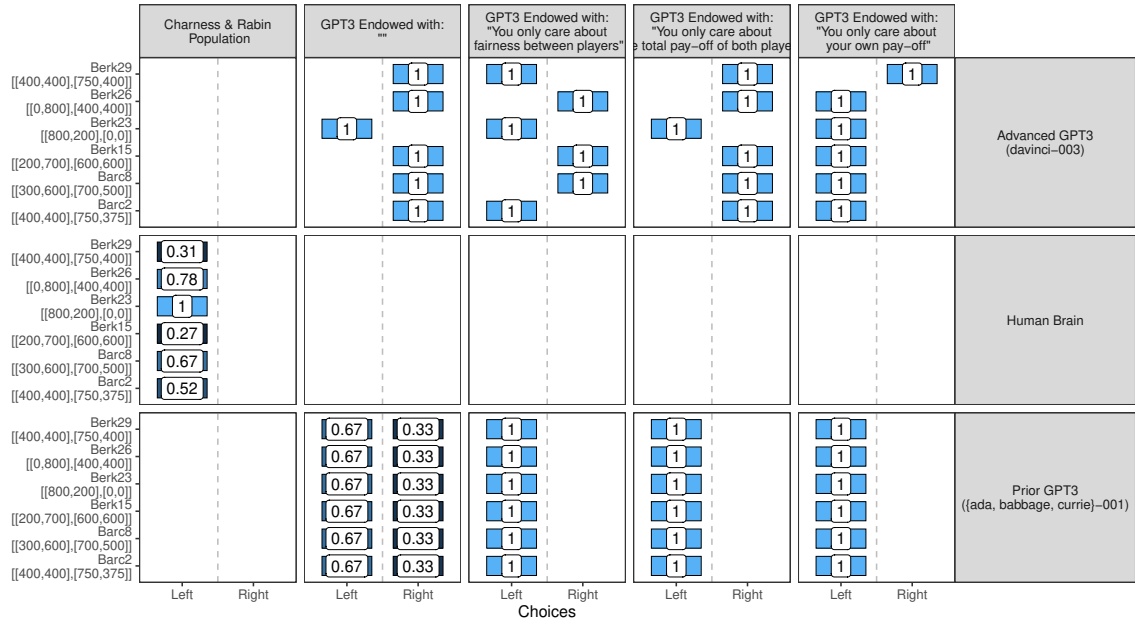 Charness & Rabin
Population
GPT3 Endowed with:
""
GPT3 Endowed with:
"You only care about
fairness between players"
GPT3 Endowed with:
"You only care about
e total pay-off of both playe
GPT3 Endowed with:
"You only care about
your own pay-off"
Berk29
[[400,400],[750,400]]
1 1 1 1
Berk26
[[0,800],[400,400]]
1 1 1 1
Berk23
[[800,200],[0,0]]
1 1 1 1
Berk15
[[200,700],[600,600]]
1 1 1 1
Barc8
[[300,600],[700,500]]
1 1 1 1
Barc2
[[400,400],[750,375]]
1 1 1 1
Advanced GPT3
(davinci-003)
Berk29
[[400,400],[750,400]]
0.31
Berk26
[[0,800],[400,400]]
0.78
Berk23
[[800,200],[0,0]]
1
Berk15
[[200,700],[600,600]]
0.27
Barc8
[[300,600],[700,500]]
0.67
Barc2
[[400,400],[750,375]]
0.52
Human Brain
Berk29
[[400,400],[750,400]]
0.67 0.33 1 1 1
Berk26
[[0,800],[400,400]]
0.67 0.33 1 1 1
Berk23
[[800,200],[0,0]]
0.67 0.33 1 1 1
Berk15
[[200,700],[600,600]]
0.67 0.33 1 1 1
Barc8
[[300,600],[700,500]]
0.67 0.33 1 1 1
Barc2
[[400,400],[750,375]]
0.67 0.33 1 1 1
Prior GPT3
({ada, babbage, currie}-001)
Left Right Left Right Left Right Left Right Left Right
Choices